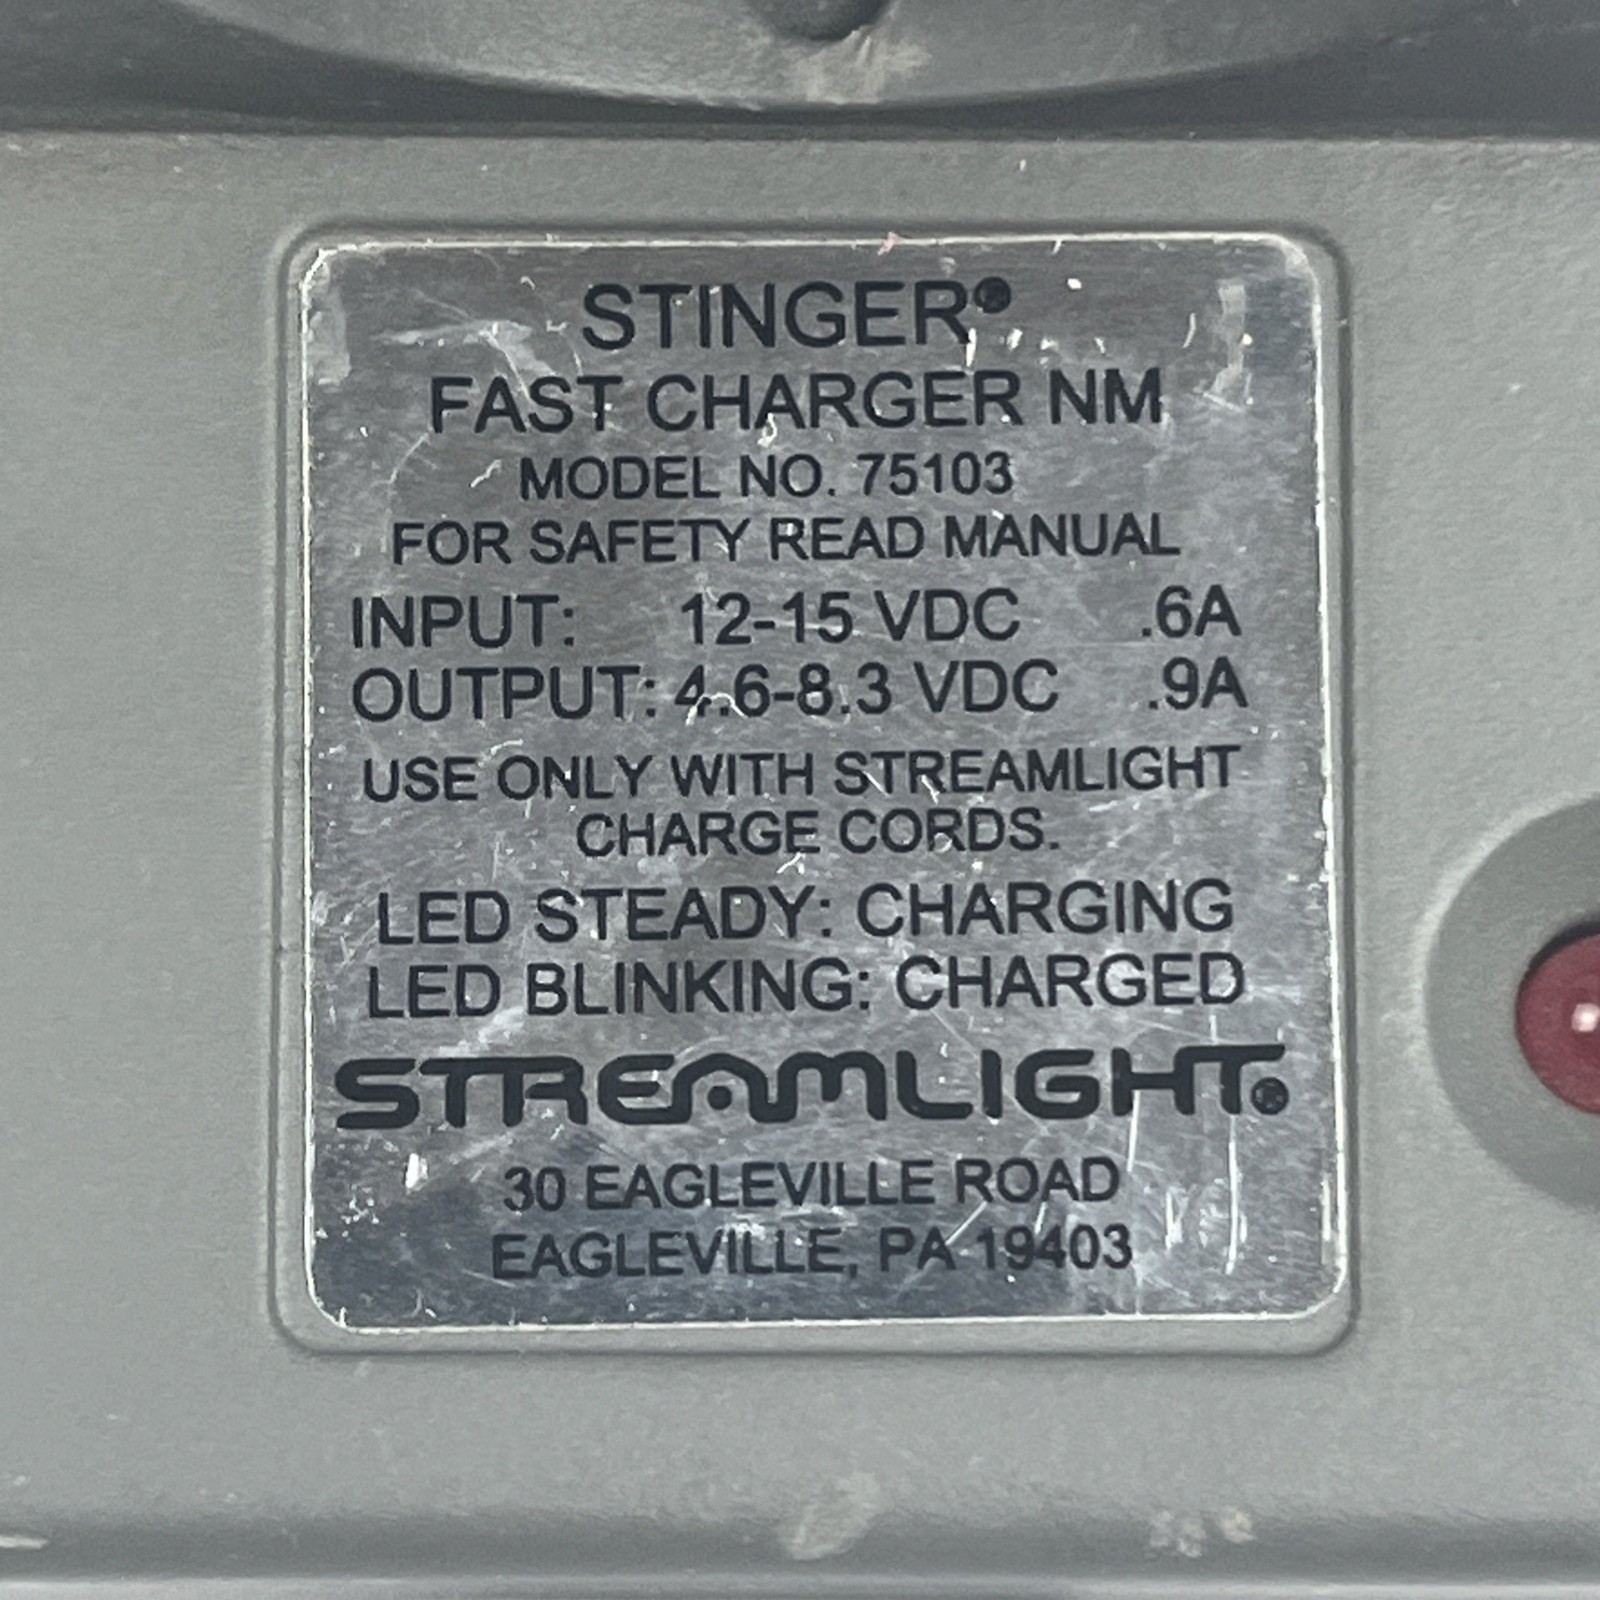 STINGER®
FAST CHARGER NM
MODEL NO. 75103
FOR SAFETY READ MANUAL
INPUT: 12-15 VDC .6A
OUTPUT: 4.6-8.3 VDC .9A
USE ONLY WITH STREAMLIGHT
CHARGE CORDS.
LED STEADY: CHARGING
LED BLINKING: CHARGED
STREAMLIGHT®
30 EAGLEVILLE ROAD
EAGLEVILLE, PA 19403